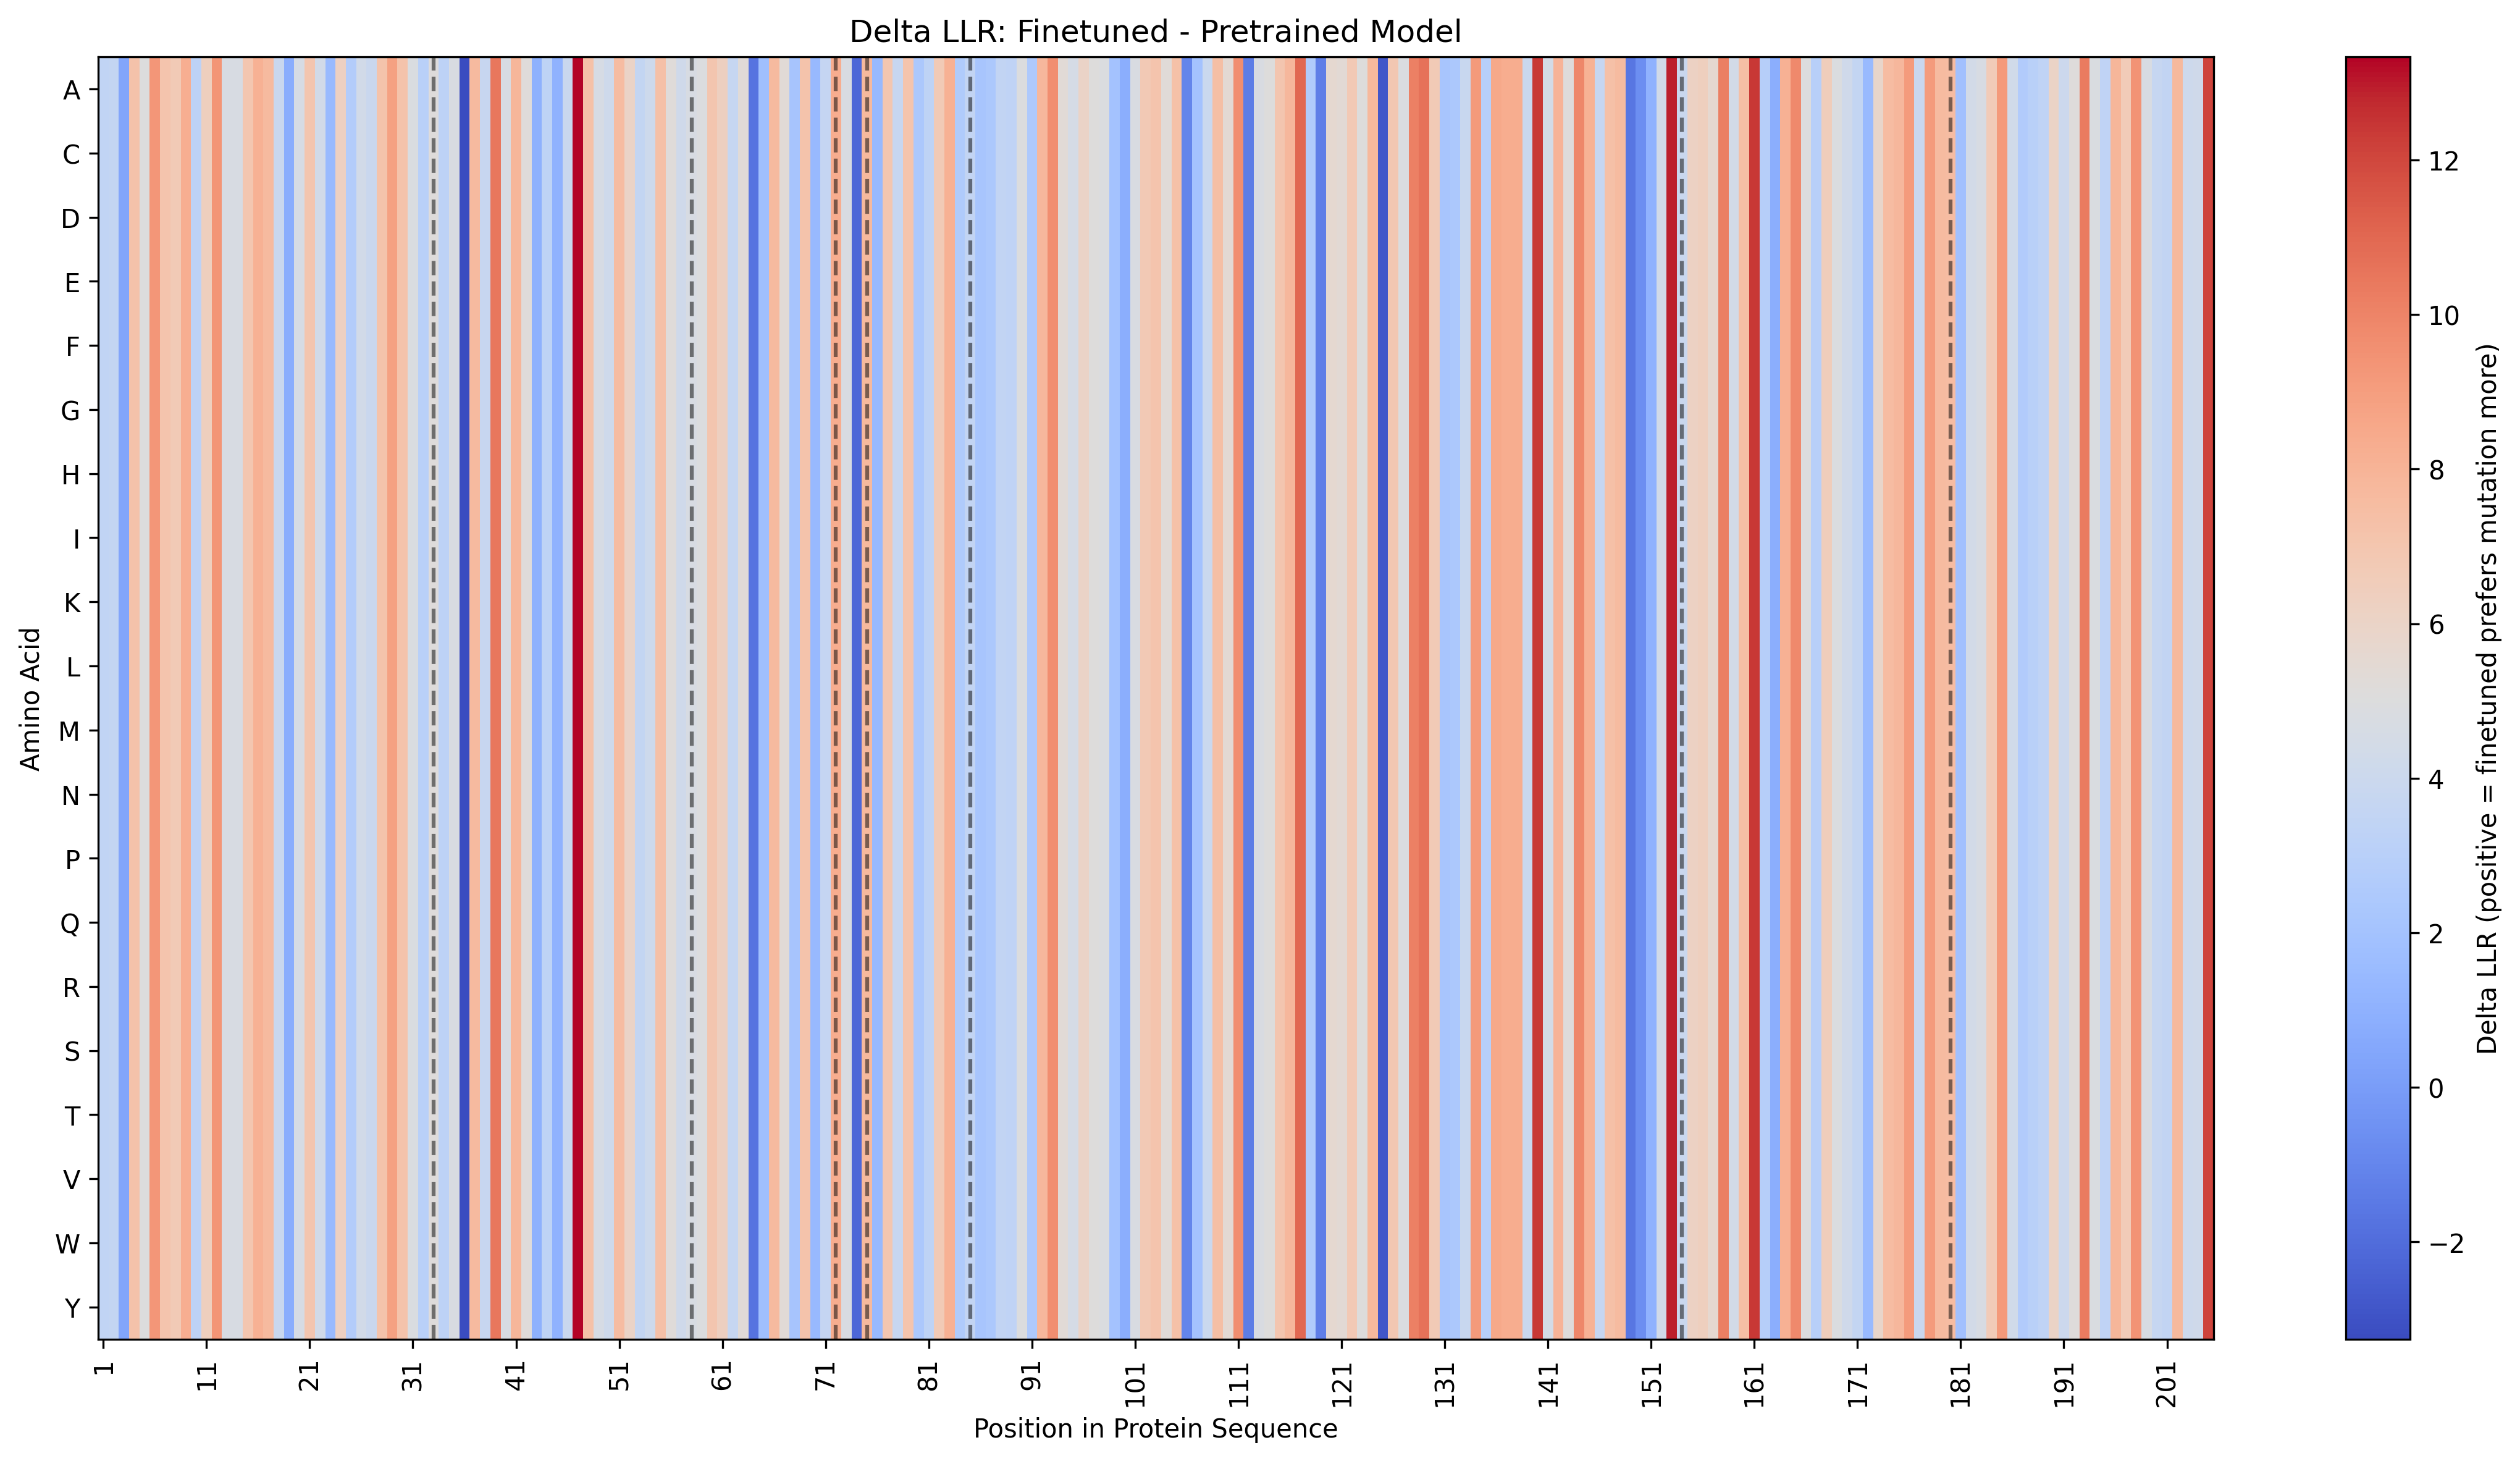 Delta LLR: Finetuned - Pretrained Model
Amino Acid
A
C
D
E
F
G
H
I
K
L
M
N
P
Q
R
S
T
V
W
Y
1
11
21
31
41
51
61
71
81
91
101
111
121
131
141
151
161
171
181
191
201
Position in Protein Sequence
12
10
8
6
4
2
0
−2
Delta LLR (positive = finetuned prefers mutation more)